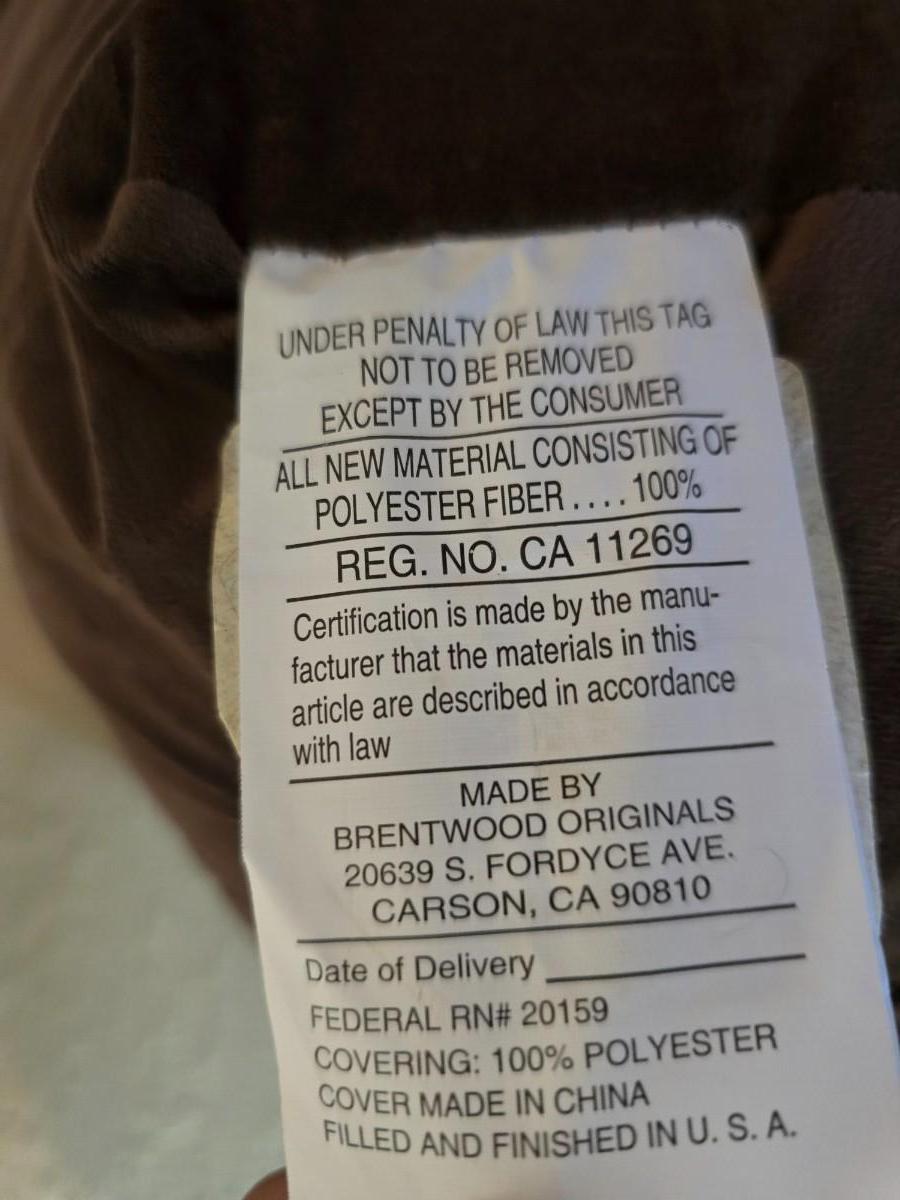 UNDER PENALTY OF LAW THIS TAG
NOT TO BE REMOVED
EXCEPT BY THE CONSUMER
ALL NEW MATERIAL CONSISTING OF
POLYESTER FIBER .... 100%
REG. NO. CA 11269
Certification is made by the manu-
facturer that the materials in this
article are described in accordance
with law
MADE BY
BRENTWOOD ORIGINALS
20639 S. FORDYCE AVE.
CARSON, CA 90810
Date of Delivery
FEDERAL RN# 20159
COVERING: 100% POLYESTER
COVER MADE IN CHINA
FILLED AND FINISHED IN U. S. A.